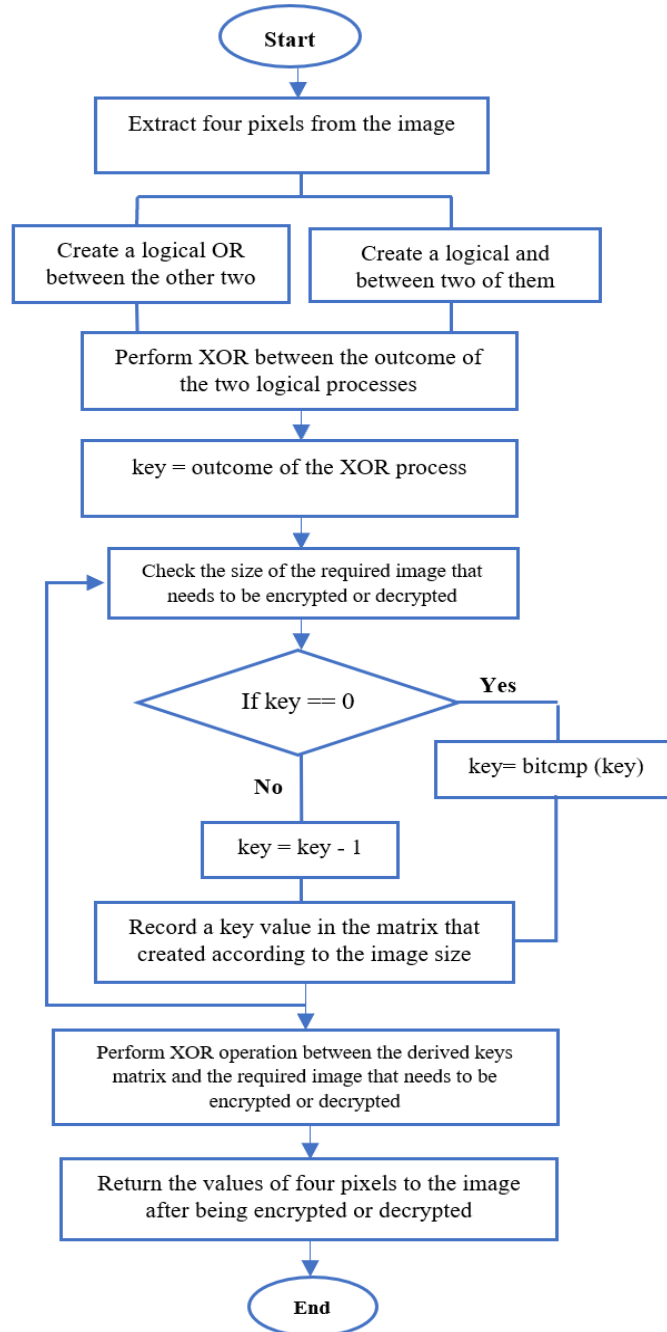 Start
Extract four pixels from the image
Create a logical OR
between the other two
Create a logical and
between two of them
Perform XOR between the outcome of
the two logical processes
key = outcome of the XOR process
Check the size of the required image that
needs to be encrypted or decrypted
If key == 0
Yes
key= bitcmp (key)
No
key = key - 1
Record a key value in the matrix that
created according to the image size
Perform XOR operation between the derived keys
matrix and the required image that needs to be
encrypted or decrypted
Return the values of four pixels to the image
after being encrypted or decrypted
End